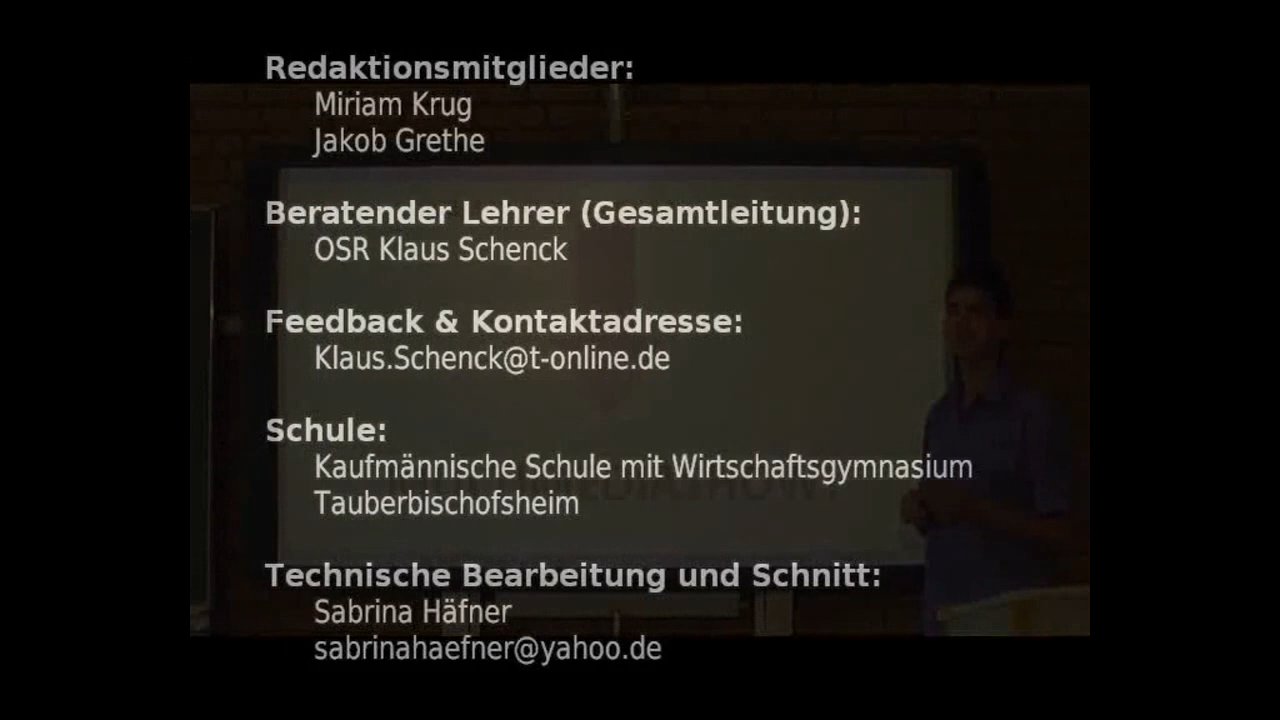 Redaktionsmitglieder:
Miriam Krug
Jakob Grethe
Beratender Lehrer (Gesamtleitung):
OSR Klaus Schenck
Feedback & Kontaktadresse:
Klaus.Schenck@t-online.de
Schule:
Kaufmännische Schule mit Wirtschaftsgymnasium
Tauberbischofsheim
Technische Bearbeitung und Schnitt:
Sabrina Häfner
sabrinahaefner@yahoo.de